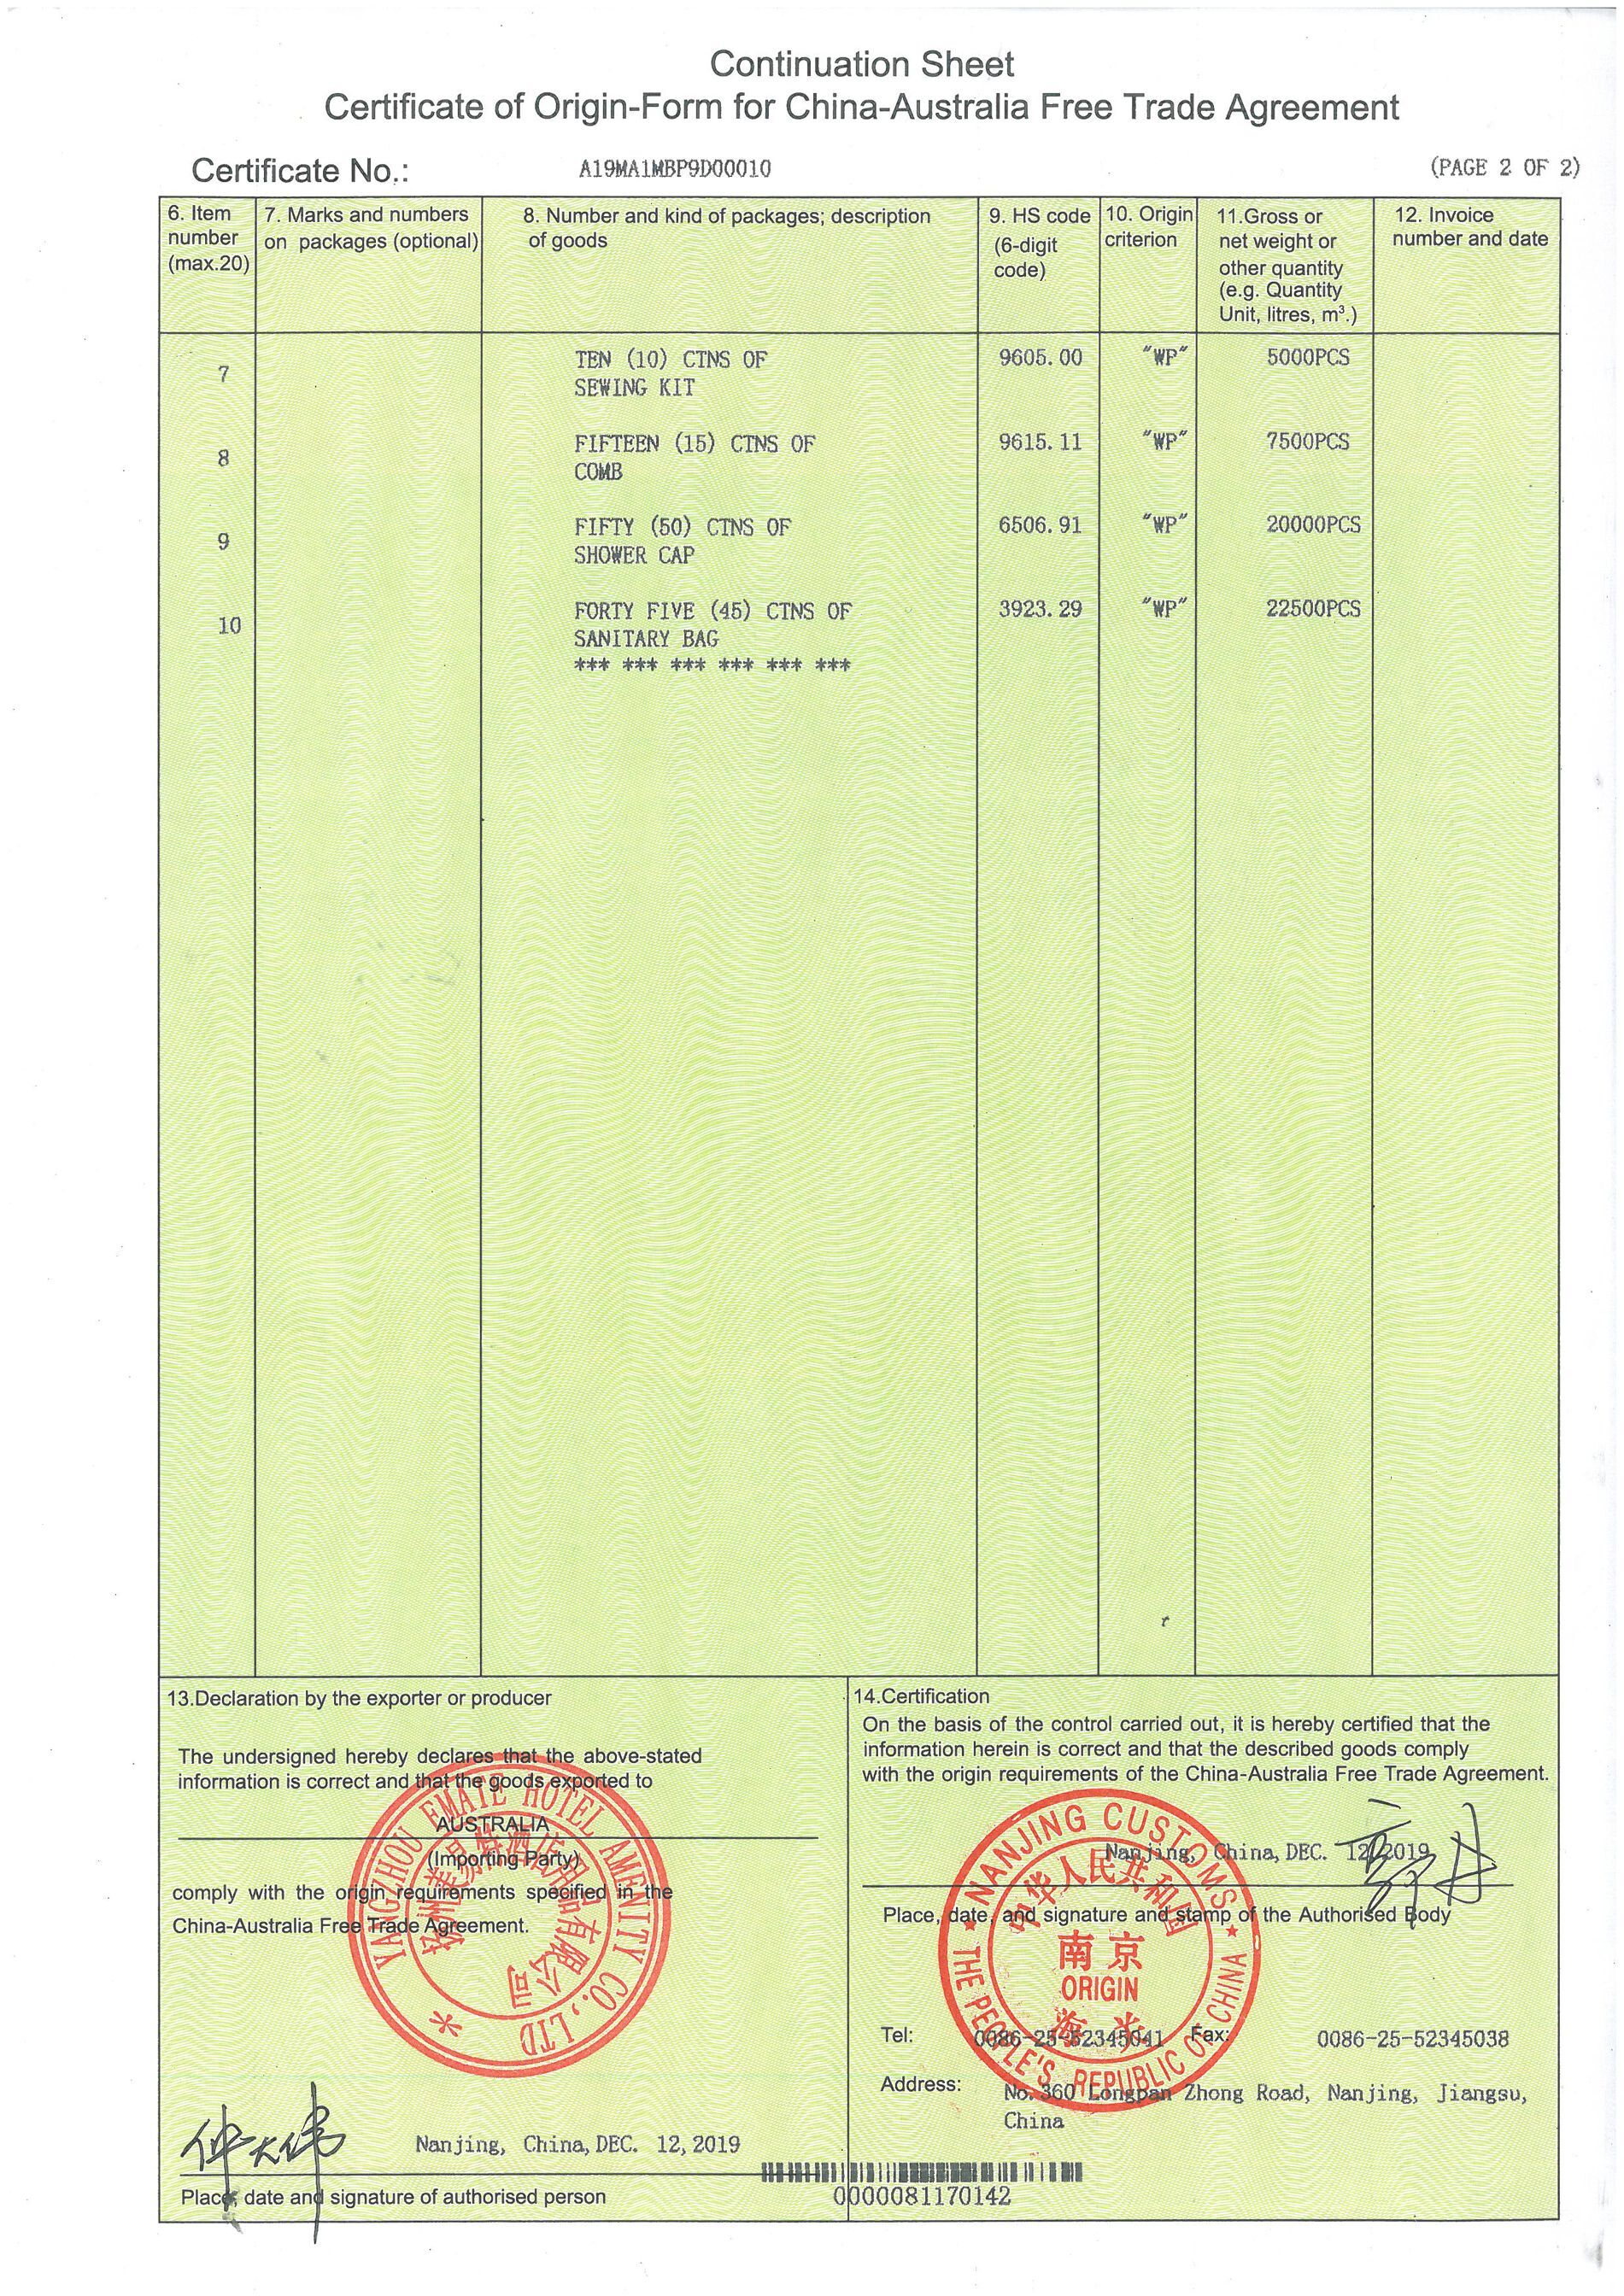 Continuation Sheet
Certificate of Origin-Form for China-Australia Free Trade Agreement
Certificate No.: A19MA1MBP9D00010 (PAGE 2 OF 2)
6. Item number (max.20)
7. Marks and numbers on packages (optional)
8. Number and kind of packages; description of goods
9. HS code (6-digit code)
10. Origin criterion
11.Gross or net weight or other quantity (e.g. Quantity Unit, litres, m³.)
12. Invoice number and date
7 TEN (10) CTNS OF 9605.00 "WP" 5000PCS
SEWING KIT
8 FIFTEEN (15) CTNS OF 9615.11 "WP" 7500PCS
COMB
9 FIFTY (50) CTNS OF 6506.91 "WP" 20000PCS
SHOWER CAP
10 FORTY FIVE (45) CTNS OF 3923.29 "WP" 22500PCS
SANITARY BAG
*** *** *** *** *** ***
13.Declaration by the exporter or producer
The undersigned hereby declares that the above-stated
information is correct and that the goods exported to
AUSTRALIA
(Importing Party)
comply with the origin requirements specified in the
China-Australia Free Trade Agreement.
YANGZHOU EMATE HOTEL AMENITY CO.,LTD
仲大伟
Nanjing, China, DEC. 12, 2019
Place, date and signature of authorised person
14.Certification
On the basis of the control carried out, it is hereby certified that the
information herein is correct and that the described goods comply
with the origin requirements of the China-Australia Free Trade Agreement.
Nanjing, China, DEC. 12, 2019
Place, date, and signature and stamp of the Authorised Body
NANJING CUSTOMS
THE PEOPLE'S REPUBLIC OF CHINA
中华人民共和国
南京
ORIGIN
海关
Tel: 0086-25-52345041 Fax: 0086-25-52345038
Address: No. 360 Longpan Zhong Road, Nanjing, Jiangsu,
China
0000081170142